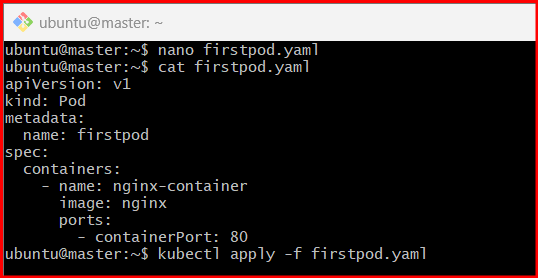 ubuntu@master: ~
ubuntu@master:~$ nano firstpod.yaml
ubuntu@master:~$ cat firstpod.yaml
apiVersion: v1
kind: Pod
metadata:
  name: firstpod
spec:
  containers:
    - name: nginx-container
      image: nginx
      ports:
        - containerPort: 80
ubuntu@master:~$ kubectl apply -f firstpod.yaml